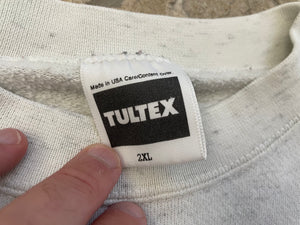 Made in USA Care/Content Over
TULTEX
2XL